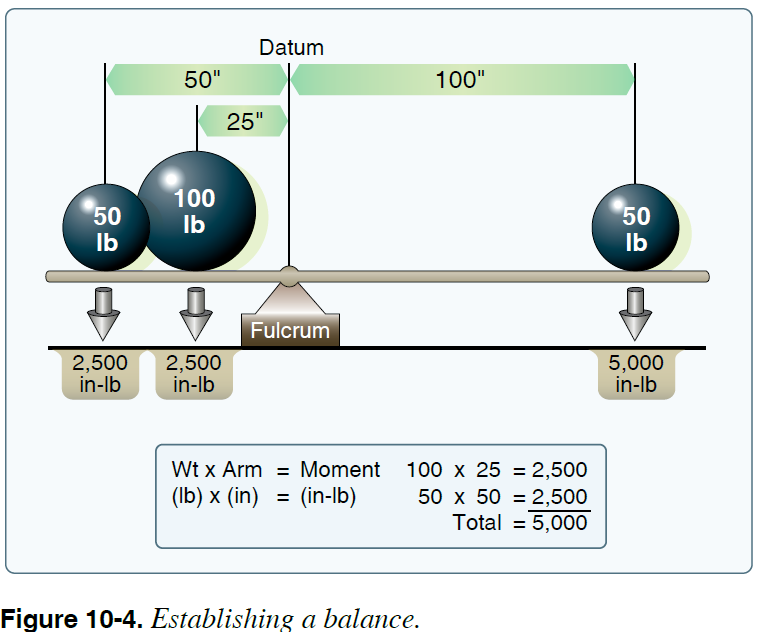 Datum
50"
100"
25"
50
lb
100
lb
50
lb
Fulcrum
2,500
in-lb
2,500
in-lb
5,000
in-lb
Wt x Arm = Moment 100 x 25 = 2,500
(lb) x (in) = (in-lb) 50 x 50 = 2,500
Total = 5,000
Figure 10-4. Establishing a balance.